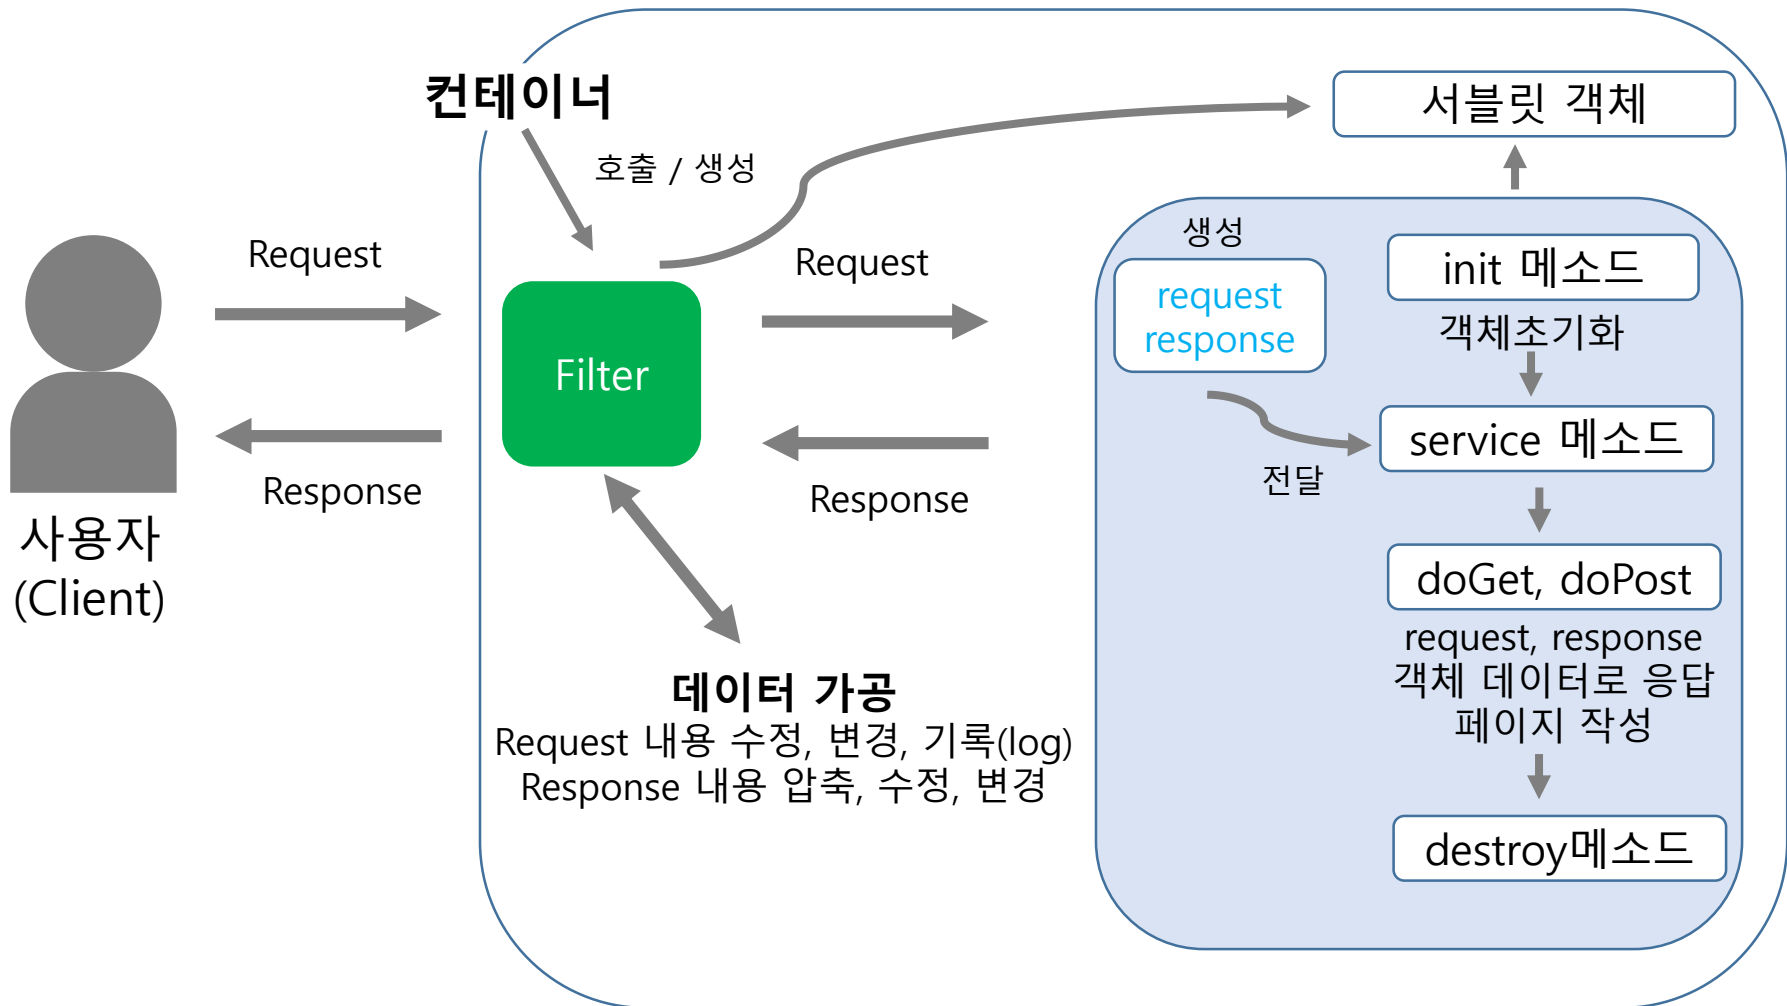 컨테이너
호출 / 생성
서블릿 객체
Request
Response
사용자
(Client)
Filter
Request
Response
데이터 가공
Request 내용 수정, 변경, 기록(log)
Response 내용 압축, 수정, 변경
생성
request
response
전달
init 메소드
객체초기화
service 메소드
doGet, doPost
request, response
객체 데이터로 응답
페이지 작성
destroy메소드